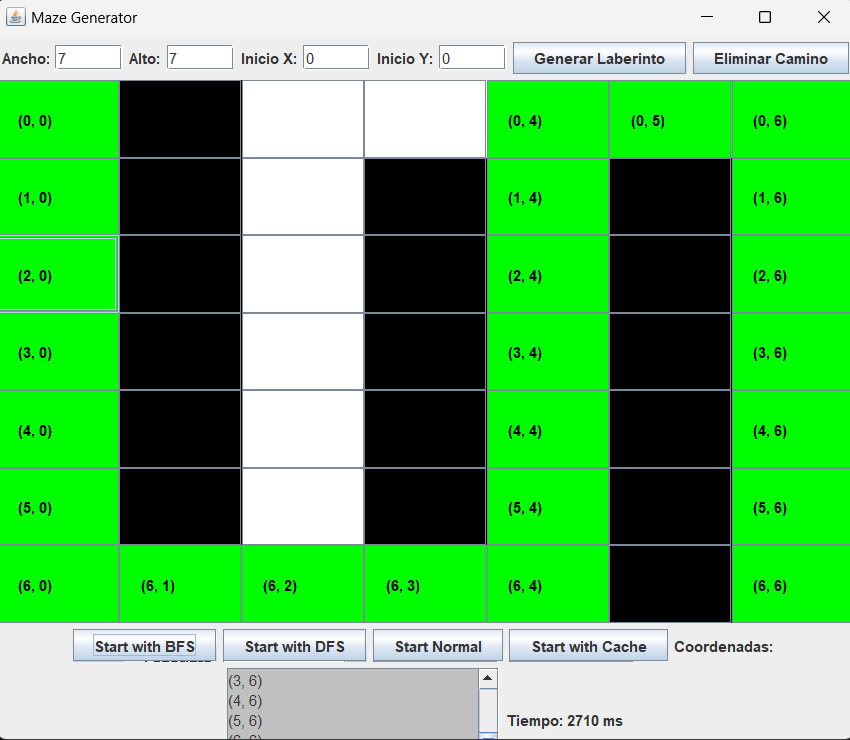 Maze Generator
Ancho: 7 Alto: 7 Inicio X: 0 Inicio Y: 0 Generar Laberinto Eliminar Camino
(0, 0) (0, 4) (0, 5) (0, 6)
(1, 0) (1, 4) (1, 6)
(2, 0) (2, 4) (2, 6)
(3, 0) (3, 4) (3, 6)
(4, 0) (4, 4) (4, 6)
(5, 0) (5, 4) (5, 6)
(6, 0) (6, 1) (6, 2) (6, 3) (6, 4) (6, 6)
Start with BFS Start with DFS Start Normal Start with Cache Coordenadas:
(3, 6)
(4, 6)
(5, 6)
Tiempo: 2710 ms